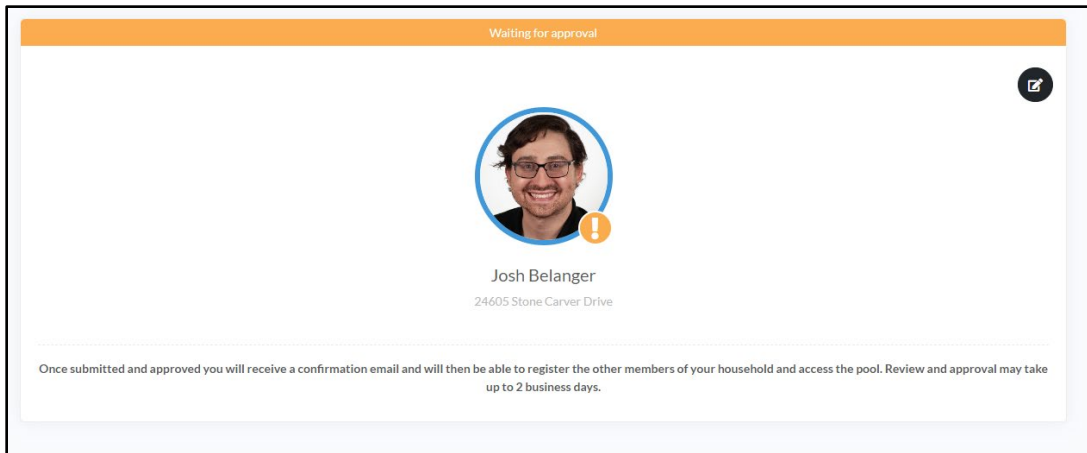 Waiting for approval
Josh Belanger
24605 Stone Carver Drive
Once submitted and approved you will receive a confirmation email and will then be able to register the other members of your household and access the pool. Review and approval may take
up to 2 business days.